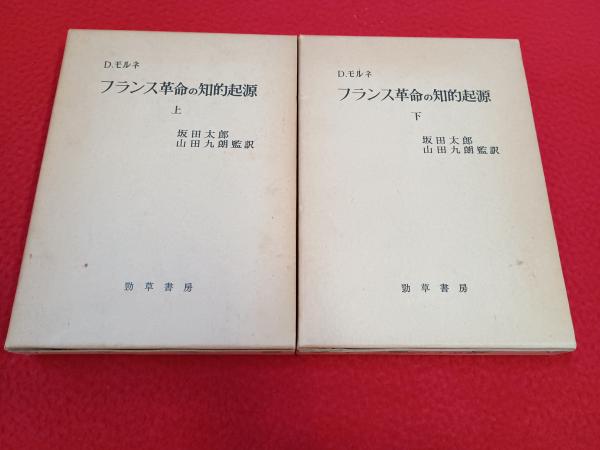 D.モルネ
フランス革命の知的起源
上
坂田太郎
山田九朗監訳
勁草書房
D.モルネ
フランス革命の知的起源
下
坂田太郎
山田九朗監訳
勁草書房